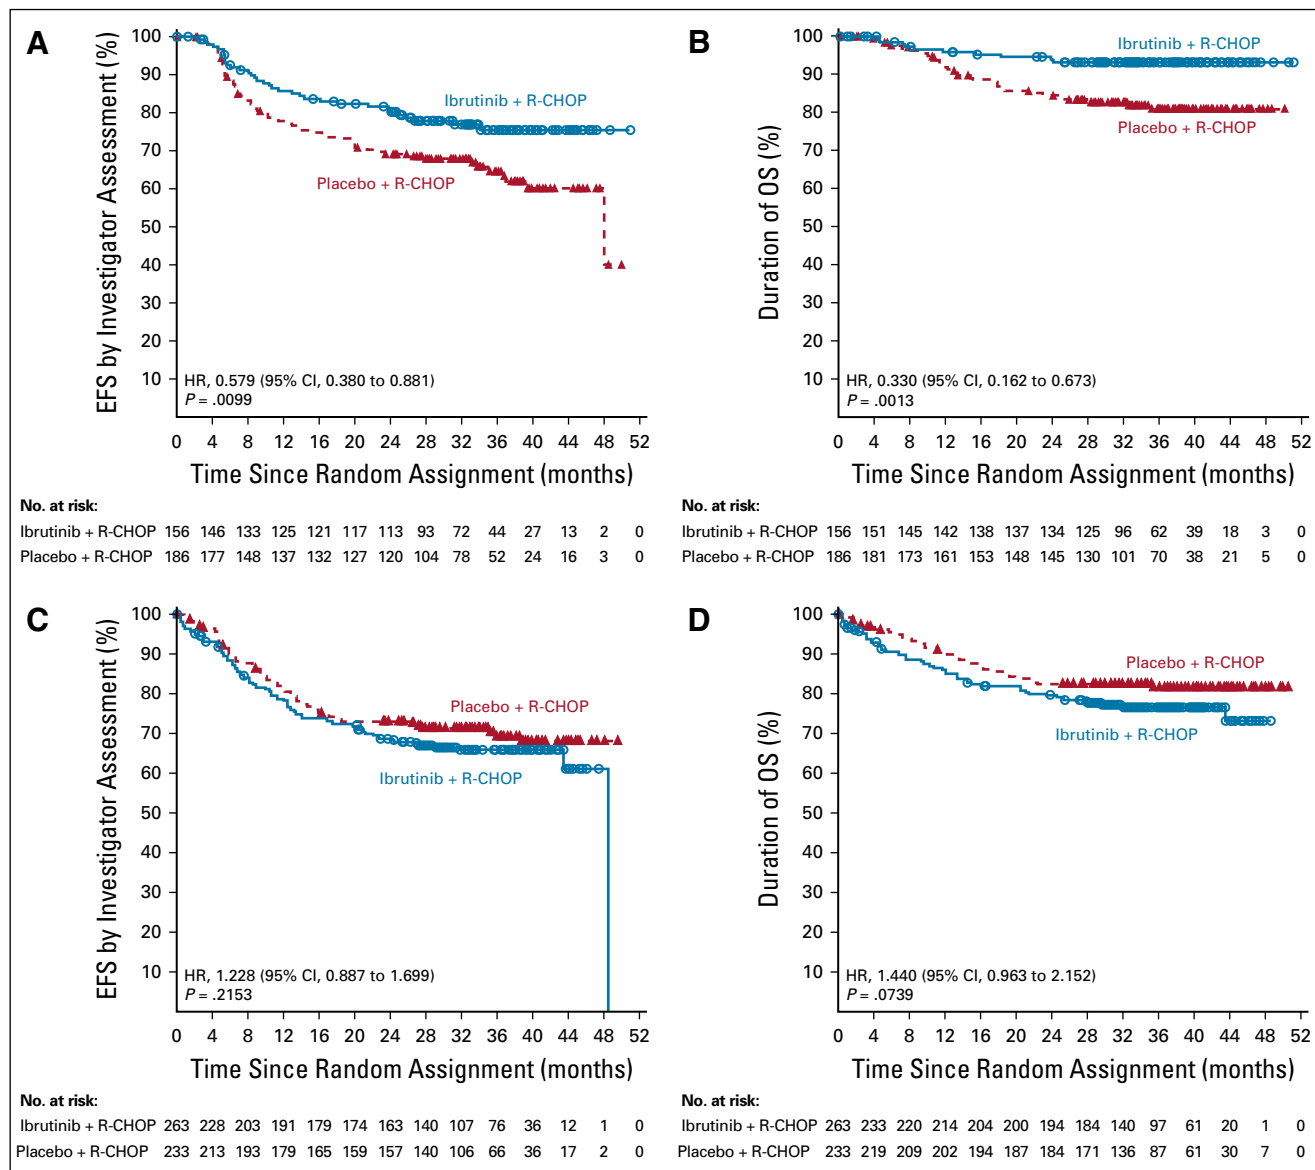 A
EFS by Investigator Assessment (%)
100
90
80
70
60
50
40
30
20
10
Ibrutinib + R-CHOP
Placebo + R-CHOP
HR, 0.579 (95% CI, 0.380 to 0.881)
P = .0099
0 4 8 12 16 20 24 28 32 36 40 44 48 52
Time Since Random Assignment (months)
No. at risk:
Ibrutinib + R-CHOP 156 146 133 125 121 117 113 93 72 44 27 13 2 0
Placebo + R-CHOP 186 177 148 137 132 127 120 104 78 52 24 16 3 0
B
Duration of OS (%)
100
90
80
70
60
50
40
30
20
10
Ibrutinib + R-CHOP
Placebo + R-CHOP
HR, 0.330 (95% CI, 0.162 to 0.673)
P = .0013
0 4 8 12 16 20 24 28 32 36 40 44 48 52
Time Since Random Assignment (months)
No. at risk:
Ibrutinib + R-CHOP 156 151 145 142 138 137 134 125 96 62 39 18 3 0
Placebo + R-CHOP 186 181 173 161 153 148 145 130 101 70 38 21 5 0
C
EFS by Investigator Assessment (%)
100
90
80
70
60
50
40
30
20
10
Placebo + R-CHOP
Ibrutinib + R-CHOP
HR, 1.228 (95% CI, 0.887 to 1.699)
P = .2153
0 4 8 12 16 20 24 28 32 36 40 44 48 52
Time Since Random Assignment (months)
No. at risk:
Ibrutinib + R-CHOP 263 228 203 191 179 174 163 140 107 76 36 12 1 0
Placebo + R-CHOP 233 213 193 179 165 159 157 140 106 66 36 17 2 0
D
Duration of OS (%)
100
90
80
70
60
50
40
30
20
10
Placebo + R-CHOP
Ibrutinib + R-CHOP
HR, 1.440 (95% CI, 0.963 to 2.152)
P = .0739
0 4 8 12 16 20 24 28 32 36 40 44 48 52
Time Since Random Assignment (months)
No. at risk:
Ibrutinib + R-CHOP 263 233 220 214 204 200 194 184 140 97 61 20 1 0
Placebo + R-CHOP 233 219 209 202 194 187 184 171 136 87 61 30 7 0